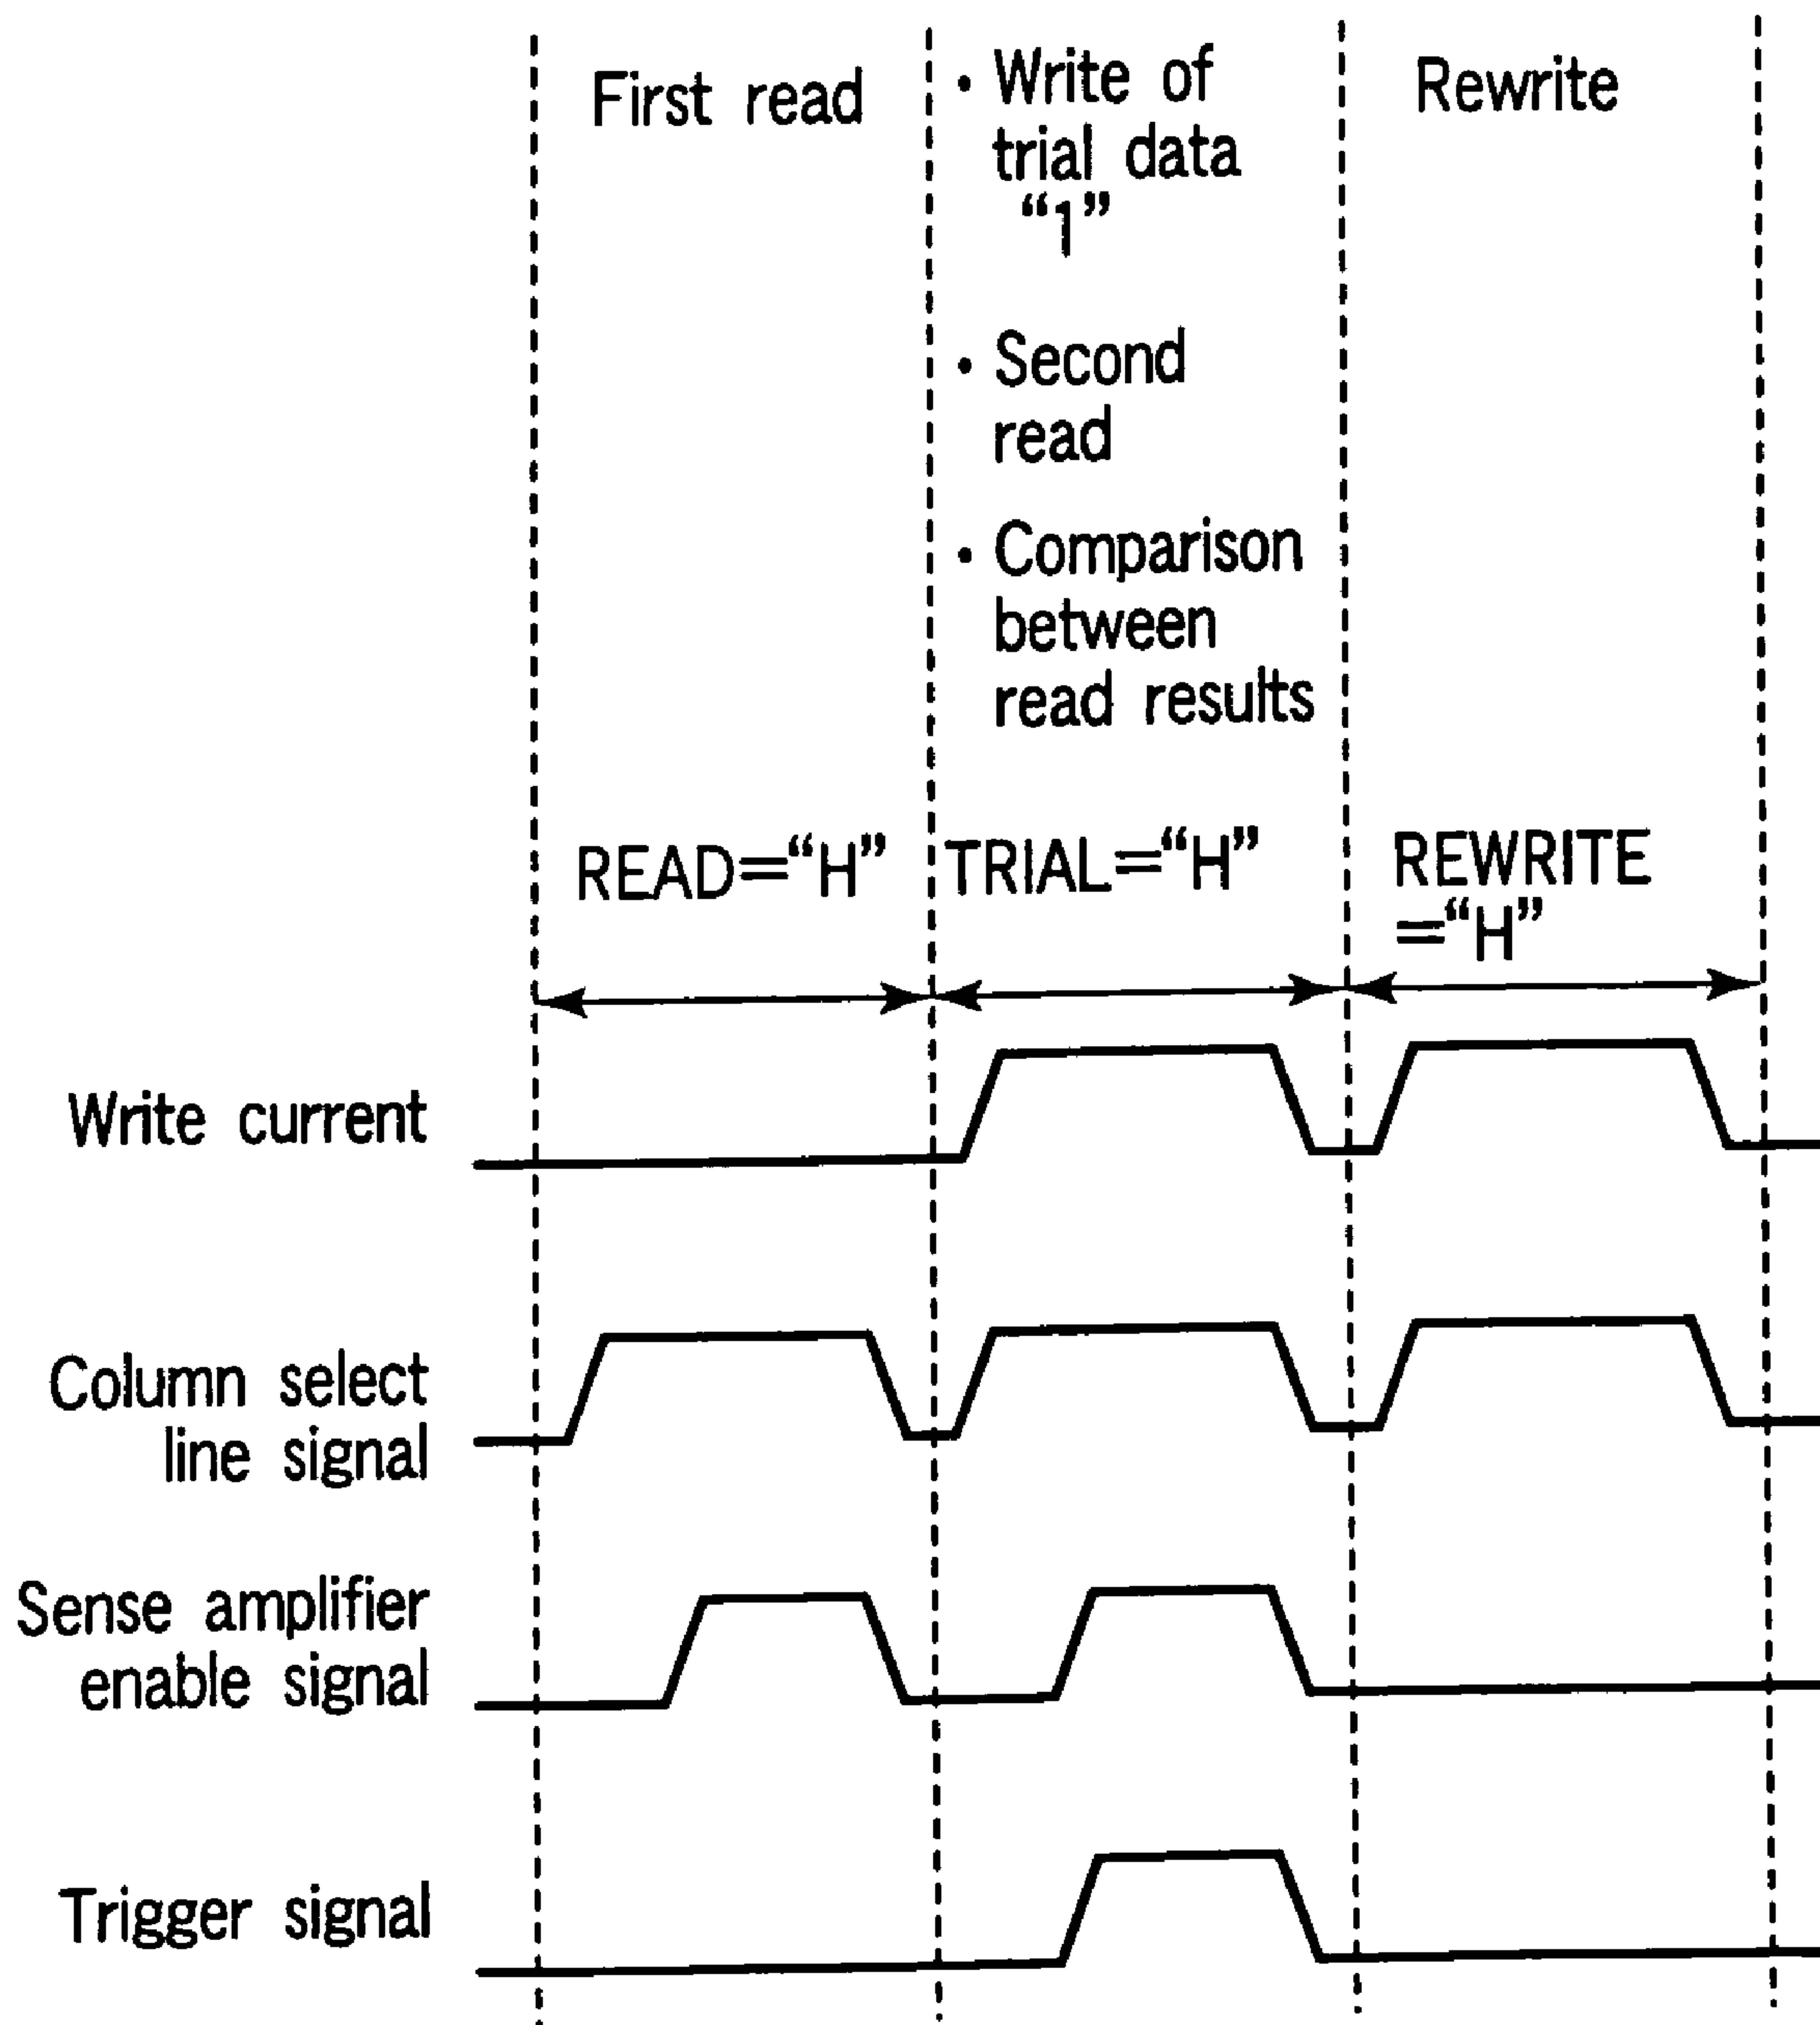 First read
• Write of
trial data
“1”
• Second
read
• Comparison
between
read results
Rewrite
READ=“H”
TRIAL=“H”
REWRITE
=“H”
Write current
Column select
line signal
Sense amplifier
enable signal
Trigger signal